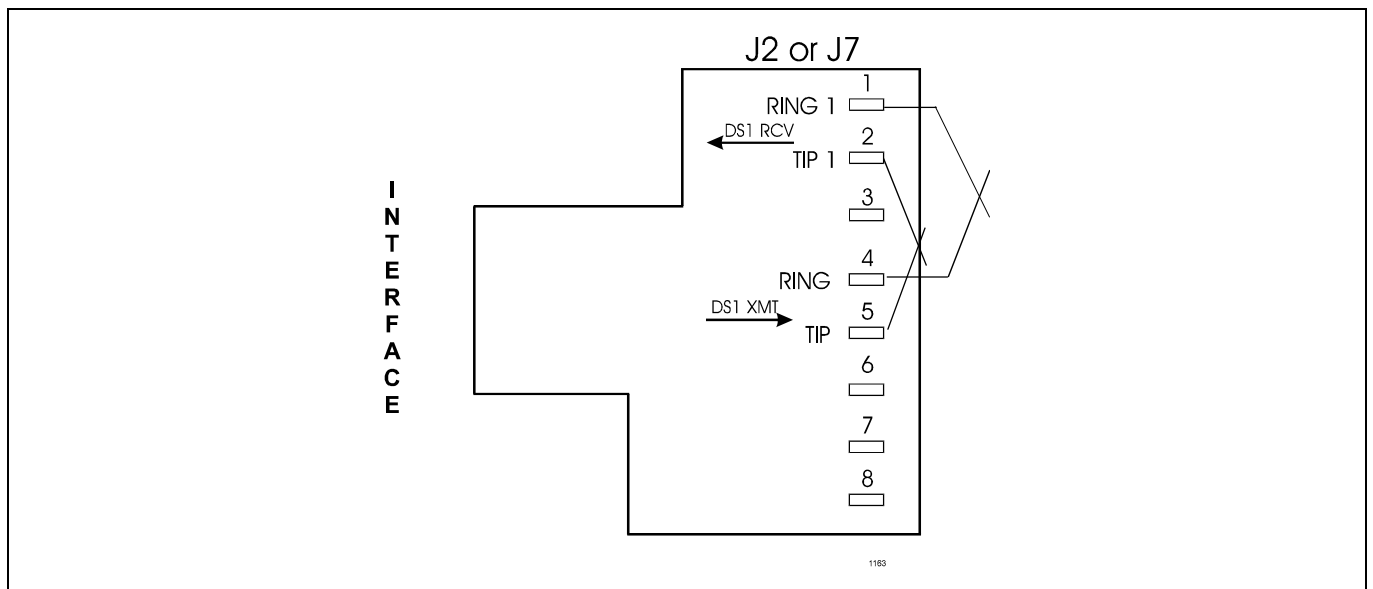 J2 or J7
1
RING 1
DS1 RCV
2
TIP 1
3
INTERFACE
4
RING
DS1 XMT
5
TIP
6
7
8
1163